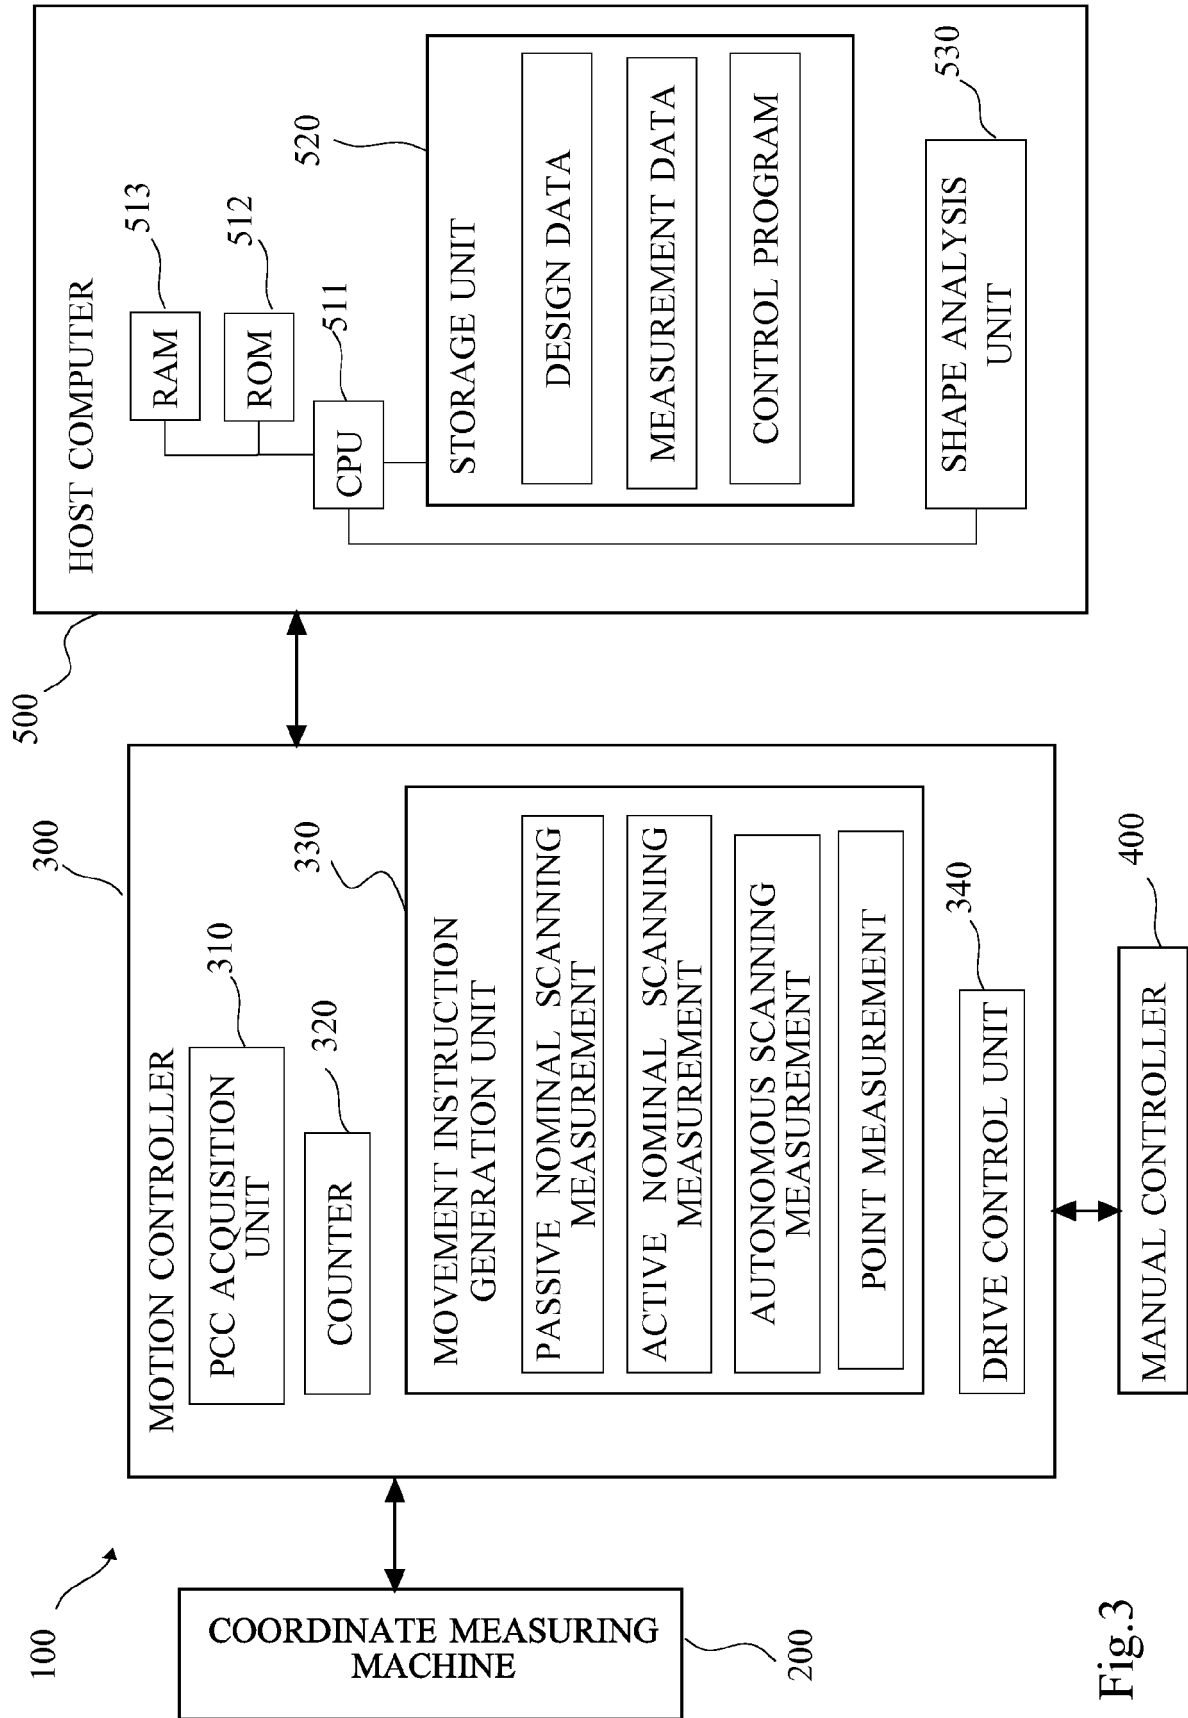 100
COORDINATE MEASURING
MACHINE
200
300
MOTION CONTROLLER
PCC ACQUISITION
UNIT
310
COUNTER
320
330
MOVEMENT INSTRUCTION
GENERATION UNIT
PASSIVE NOMINAL SCANNING
MEASUREMENT
ACTIVE NOMINAL SCANNING
MEASUREMENT
AUTONOMOUS SCANNING
MEASUREMENT
POINT MEASUREMENT
DRIVE CONTROL UNIT
340
MANUAL CONTROLLER
400
500
HOST COMPUTER
RAM
513
ROM
512
CPU
511
520
STORAGE UNIT
DESIGN DATA
MEASUREMENT DATA
CONTROL PROGRAM
SHAPE ANALYSIS
UNIT
530
Fig.3